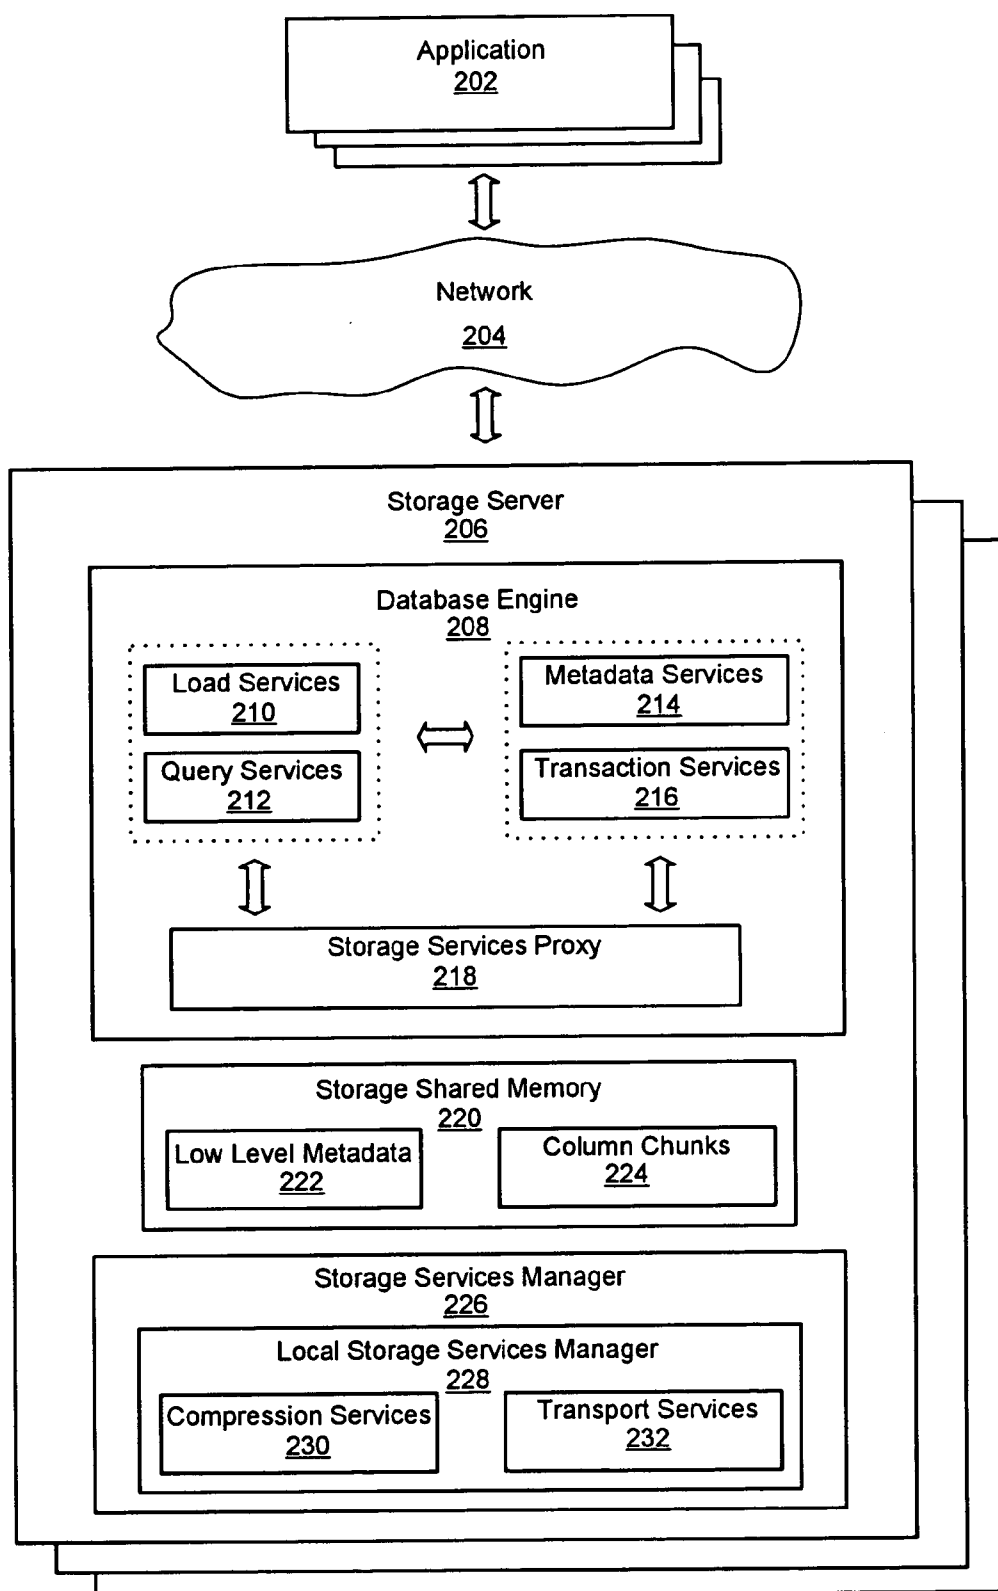 Application
202
Network
204
Storage Server
206
Database Engine
208
Load Services
210
Query Services
212
Metadata Services
214
Transaction Services
216
Storage Services Proxy
218
Storage Shared Memory
220
Low Level Metadata
222
Column Chunks
224
Storage Services Manager
226
Local Storage Services Manager
228
Compression Services
230
Transport Services
232